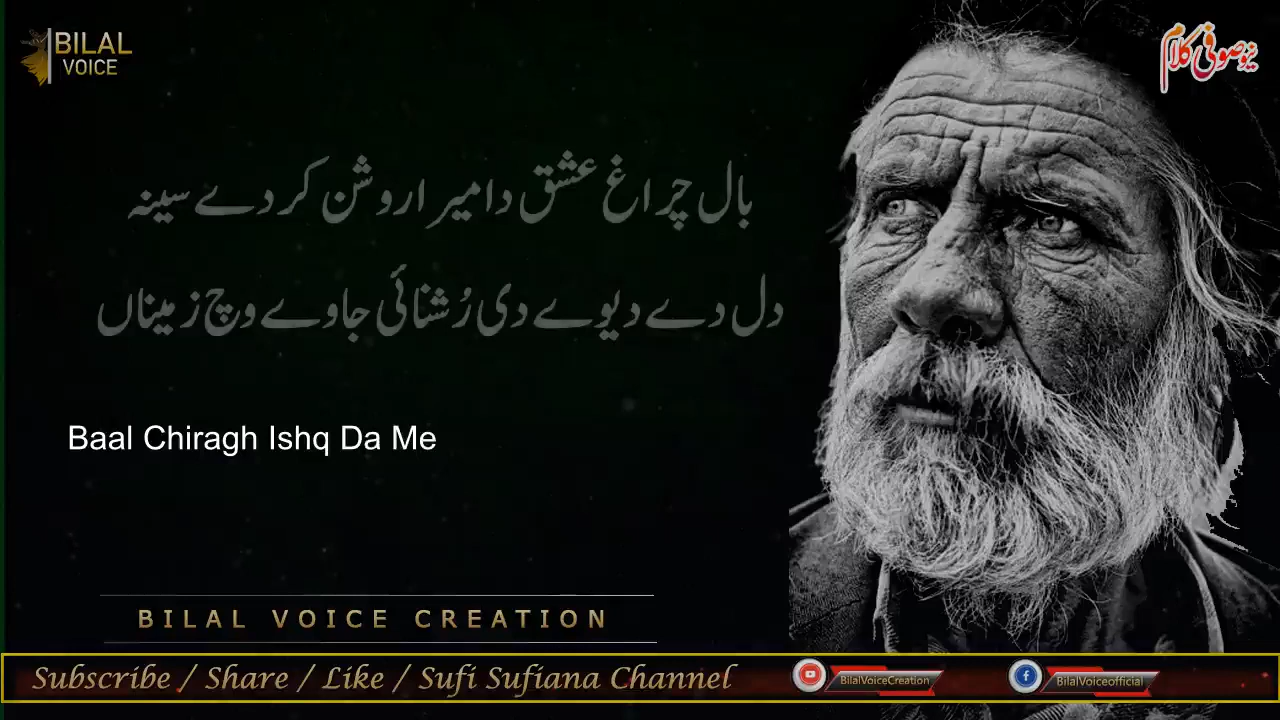 BILAL
VOICE
نیو صوفی کلام
بال چراغ عشق دا میرا روشن کر دے سینہ
دل دے دیوے دی رُشنائی جاوے وچ زمیناں
Baal Chiragh Ishq Da Me
BILAL VOICE CREATION
Subscribe / Share / Like / Sufi Sufiana Channel
BilalVoiceCreation
BilalVoiceofficial